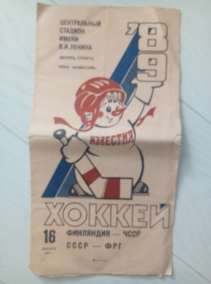 ЦЕНТРАЛЬНЫЙ
СТАДИОН
ИМЕНИ
В.И.ЛЕНИНА
ДВОРЕЦ СПОРТА
ПРИЗ «ИЗВЕСТИЙ»
'89
ИЗВЕСТИЯ
ХОККЕЙ
16
ФИНЛЯНДИЯ — ЧССР
СССР — ФРГ